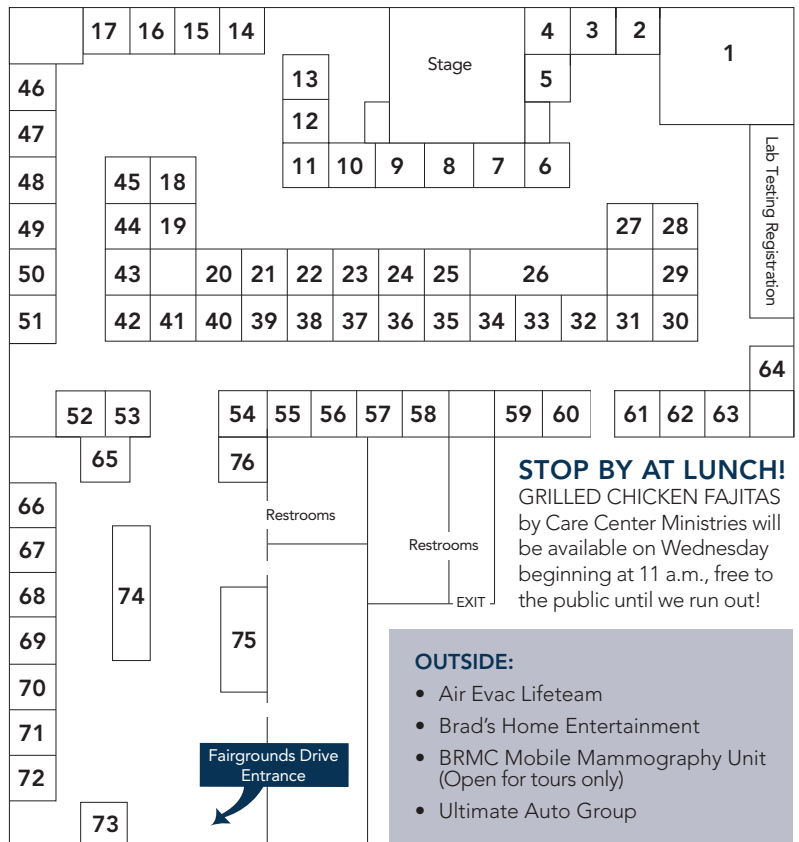 17 16 15 14 Stage 4 3 2 1
46 13 5
47 12
11 10 9 8 7 6
Lab Testing Registration
48 45 18
49 44 19 27 28
50 43 20 21 22 23 24 25 26 29
51 42 41 40 39 38 37 36 35 34 33 32 31 30
64
52 53 54 55 56 57 58 59 60 61 62 63
65 76
66
67
68 74
69 75
70
71
72
73
Restrooms
Restrooms
EXIT
Fairgrounds Drive
Entrance
STOP BY AT LUNCH!
GRILLED CHICKEN FAJITAS
by Care Center Ministries will
be available on Wednesday
beginning at 11 a.m., free to
the public until we run out!
OUTSIDE:
• Air Evac Lifeteam
• Brad's Home Entertainment
• BRMC Mobile Mammography Unit
(Open for tours only)
• Ultimate Auto Group